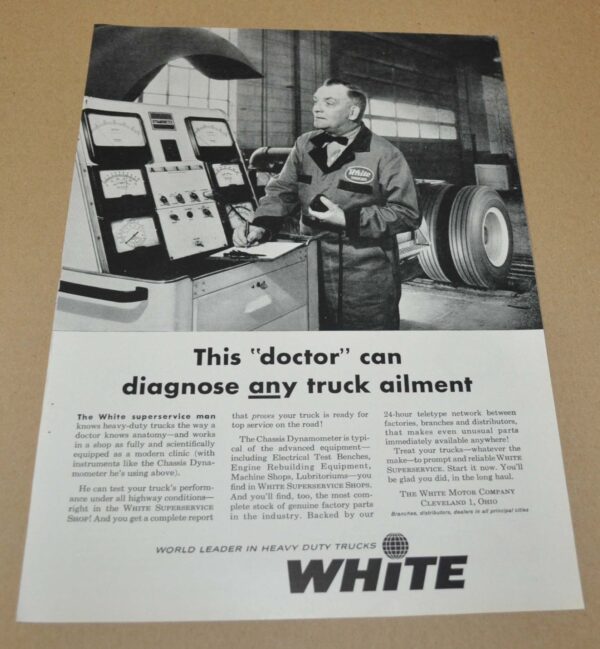 White
TRUCKS
This "doctor" can
diagnose any truck ailment
The White superservice man
knows heavy-duty trucks the way a
doctor knows anatomy—and works
in a shop as fully and scientifically
equipped as a modern clinic (with
instruments like the Chassis Dyna-
mometer he's using above).
He can test your truck's perform-
ance under all highway conditions—
right in the WHITE SUPERSERVICE
SHOP! And you get a complete report
that proves your truck is ready for
top service on the road!
The Chassis Dynamometer is typi-
cal of the advanced equipment—
including Electrical Test Benches,
Engine Rebuilding Equipment,
Machine Shops, Lubritoriums—you
find in WHITE SUPERSERVICE SHOPS.
And you'll find, too, the most com-
plete stock of genuine factory parts
in the industry. Backed by our
24-hour teletype network between
factories, branches and distributors,
that makes even unusual parts
immediately available anywhere!
Treat your trucks—whatever the
make—to prompt and reliable WHITE
SUPERSERVICE. Start it now. You'll
be glad you did, in the long haul.
THE WHITE MOTOR COMPANY
CLEVELAND 1, OHIO
Branches, distributors, dealers in all principal cities
WORLD LEADER IN HEAVY DUTY TRUCKS
WHITE